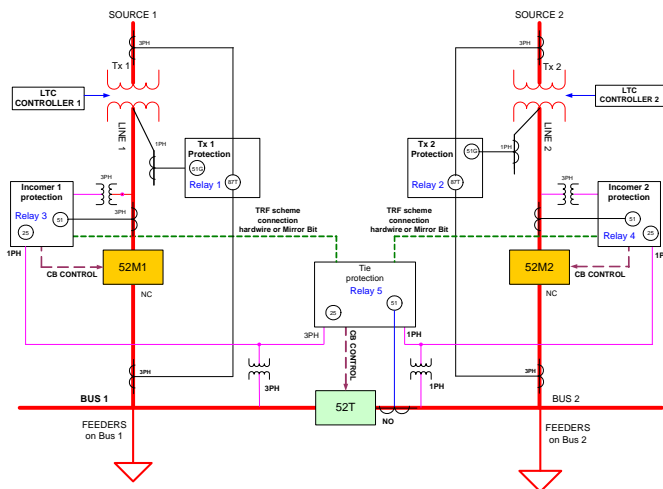 SOURCE 1
SOURCE 2
3PH
3PH
Tx 1
Tx 2
LTC
CONTROLLER 1
LTC
CONTROLLER 2
LINE 1
LINE 2
1PH
1PH
Tx 1
Protection
51G
Relay 1
87T
Tx 2
Protection
51G
Relay 2
87T
3PH
3PH
Incomer 1
protection
Relay 3
51
25
3PH
1PH
Incomer 2
protection
51
Relay 4
25
1P
TRF scheme
connection
hardwire or Mirror Bit
TRF scheme
connection
hardwire or Mirror Bit
CB CONTROL
52M1
NC
52M2
CB CONTROL
NC
Tie
protection
Relay 5
25
51
3PH
1PH
CB CONTROL
3PH
3PH
3PH
1PH
BUS 1
52T
NO
BUS 2
FEEDERS
on Bus 1
FEEDERS
on Bus 2